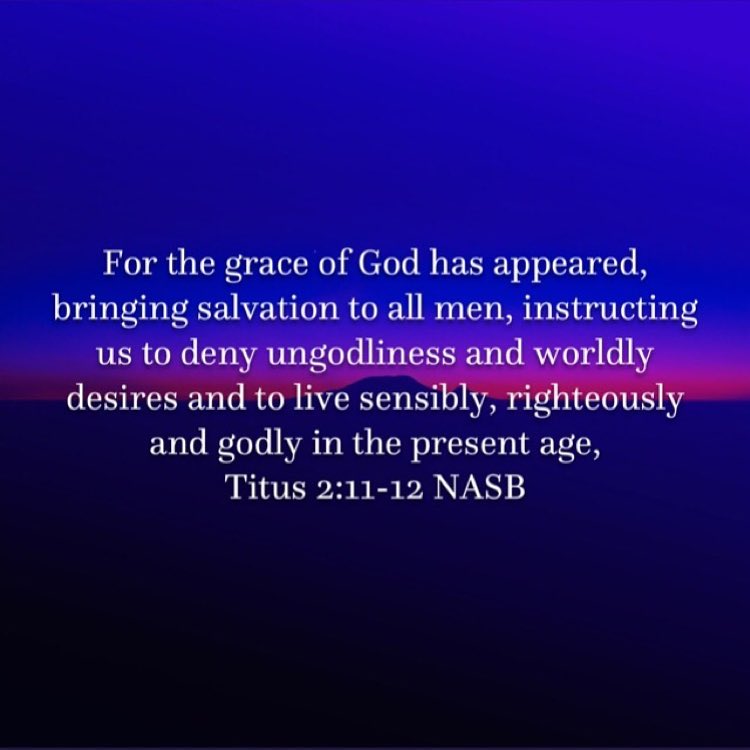 For the grace of God has appeared,
bringing salvation to all men, instructing
us to deny ungodliness and worldly
desires and to live sensibly, righteously
and godly in the present age,
Titus 2:11-12 NASB